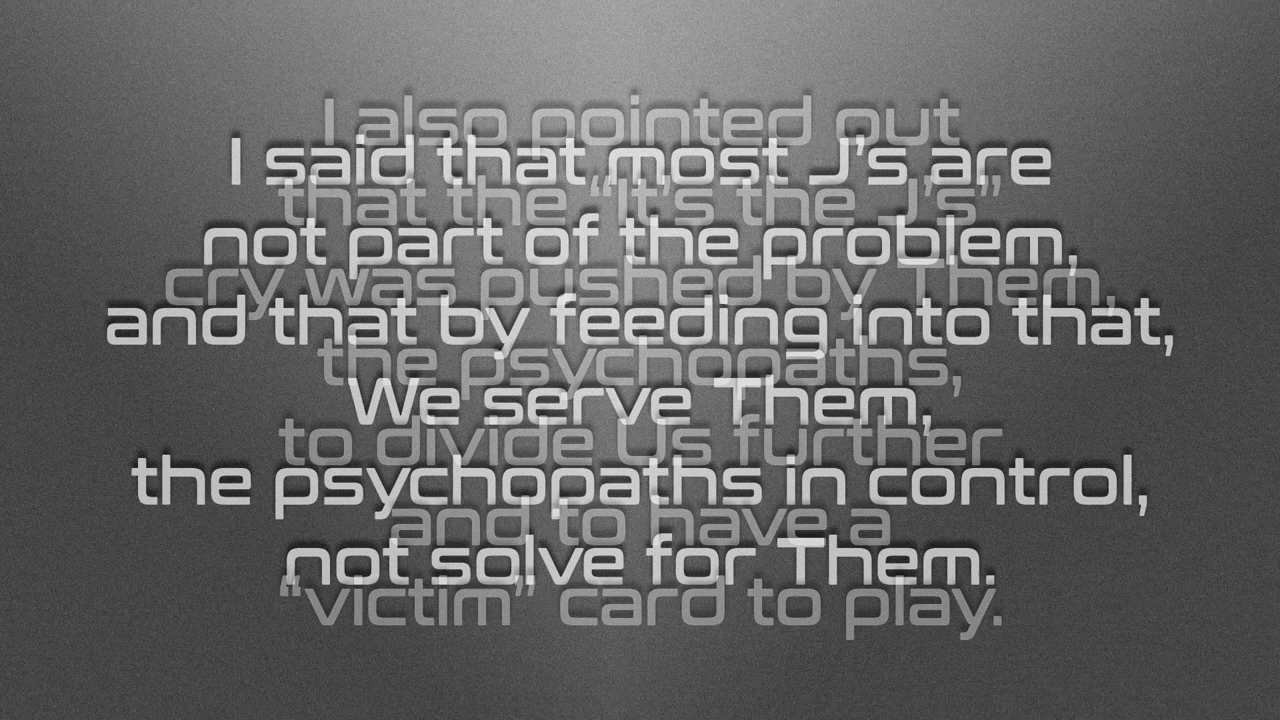 I also pointed out
that the “It’s the J’s”
cry was pushed by Them,
the psychopaths,
to divide Us further
and to have a
“victim” card to play.
I said that most J’s are
not part of the problem,
and that by feeding into that,
We serve Them,
the psychopaths in control,
not solve for Them.